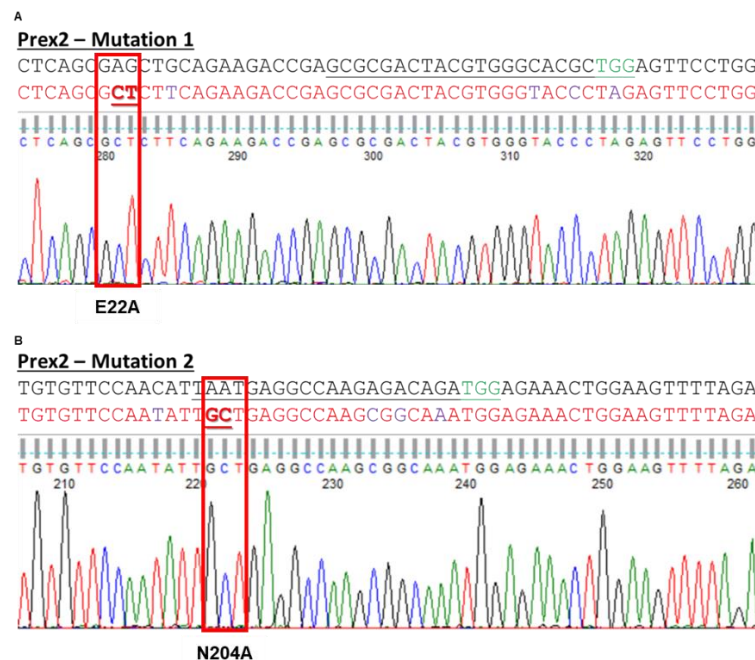 A
Prex2 – Mutation 1
CTCAGCGAGCTGCAGAAGACCGAGCGCGACTACGTGGGCACGCTGGAGTTCCTGG
CTCAGCGCTCTTCAGAAGACCGAGCGCGACTACGTGGGTACCCTAGAGTTCCTGG
CTCAGCGCTCTTCAGAAGACCGAGCGCGACTACGTGGGTACCCTAGAGTTCCTGG
280 290 300 310 320
E22A
B
Prex2 – Mutation 2
TGTGTTCCAACATTAATGAGGCCAAGAGACAGATGGAGAAACTGGAAGTTTTAGA
TGTGTTCCAATATTGCTGAGGCCAAGCGGCAAATGGAGAAACTGGAAGTTTTAGA
TGTGTTCCAATATTGCTGAGGCCAAGCGGCAAATGGAGAAACTGGAAGTTTTAGA
210 220 230 240 250 260
N204A